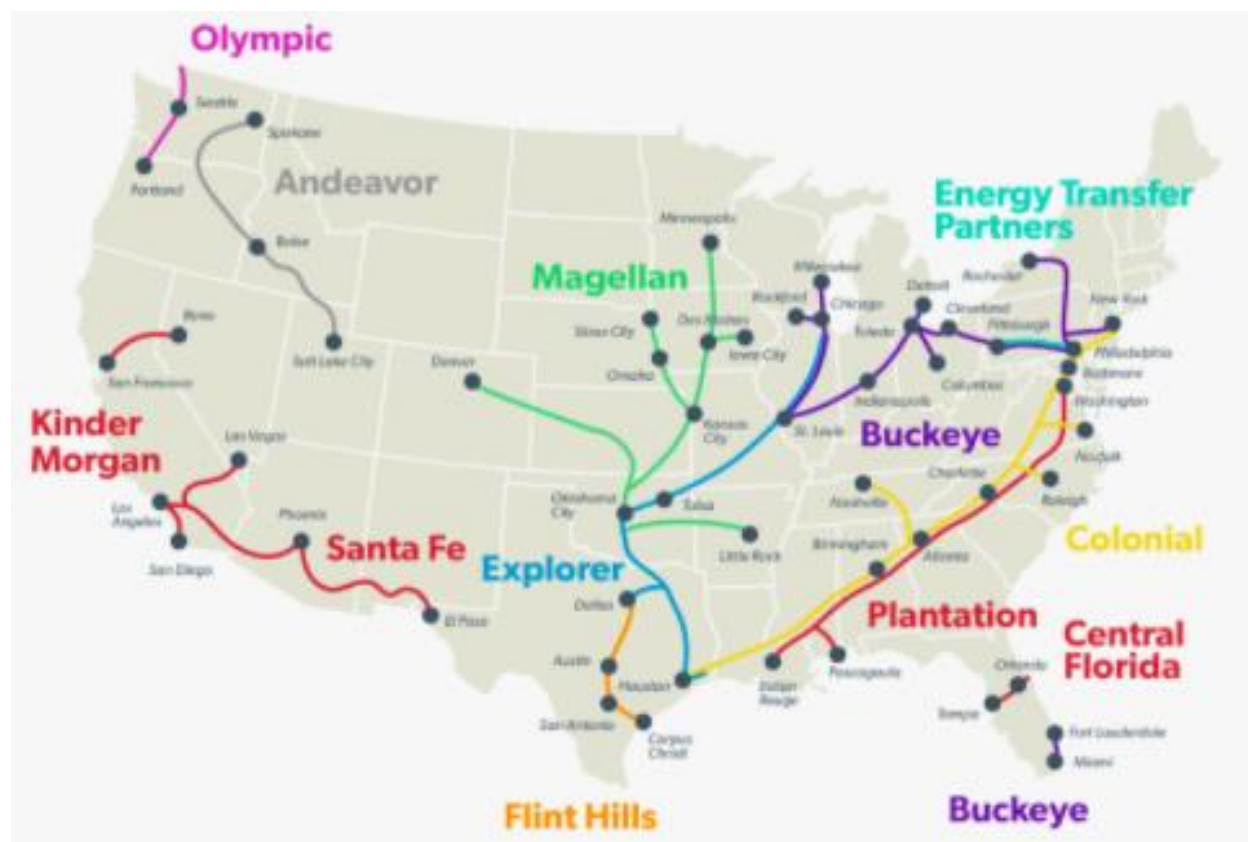 Olympic
Seattle
Spokane
Portland
Andeavor
Energy Transfer
Partners
Minneapolis
Boise
Magellan
Milwaukee
Rochester
Rockford
Chicago
Detroit
Cleveland
New York
Reno
Sioux City
Des Moines
Toledo
Pittsburgh
Salt Lake City
Denver
Iowa City
Philadelphia
San Francisco
Omaha
Columbus
Baltimore
Indianapolis
Washington
Kinder
Morgan
Las Vegas
Kansas
City
St. Louis
Buckeye
Norfolk
Charlotte
Los
Angeles
Phoenix
Oklahoma
City
Tulsa
Nashville
Raleigh
San Diego
Santa Fe
Explorer
Little Rock
Birmingham
Atlanta
Colonial
Dallas
El Paso
Plantation
Central
Florida
Austin
Houston
Baton
Rouge
Pascagoula
Orlando
San Antonio
Corpus
Christi
Tampa
Fort Lauderdale
Miami
Flint Hills
Buckeye